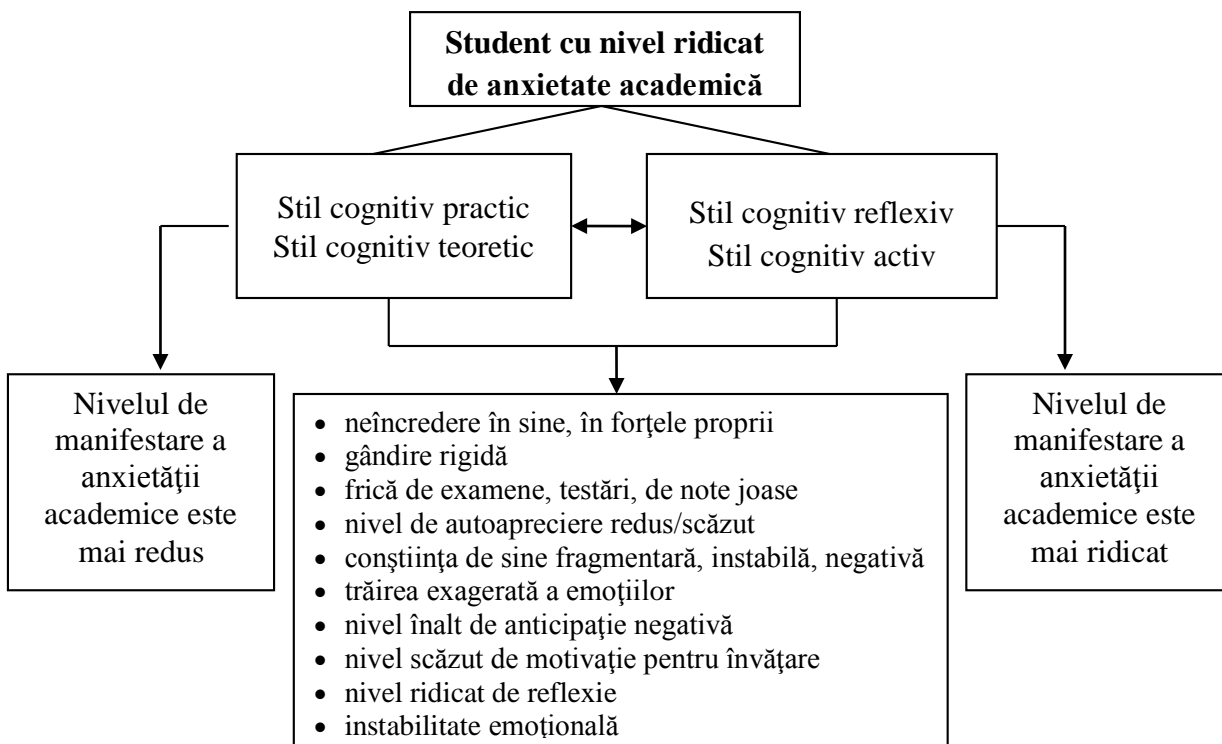 Student cu nivel ridicat
de anxietate academică
Stil cognitiv practic
Stil cognitiv teoretic
Stil cognitiv reflexiv
Stil cognitiv activ
Nivelul de
manifestare a
anxietăţii
academice este
mai redus
• neîncredere în sine, în forţele proprii
• gândire rigidă
• frică de examene, testări, de note joase
• nivel de autoapreciere redus/scăzut
• conştiinţa de sine fragmentară, instabilă, negativă
• trăirea exagerată a emoţiilor
• nivel înalt de anticipaţie negativă
• nivel scăzut de motivaţie pentru învăţare
• nivel ridicat de reflexie
• instabilitate emoţională
Nivelul de
manifestare a
anxietăţii
academice este
mai ridicat